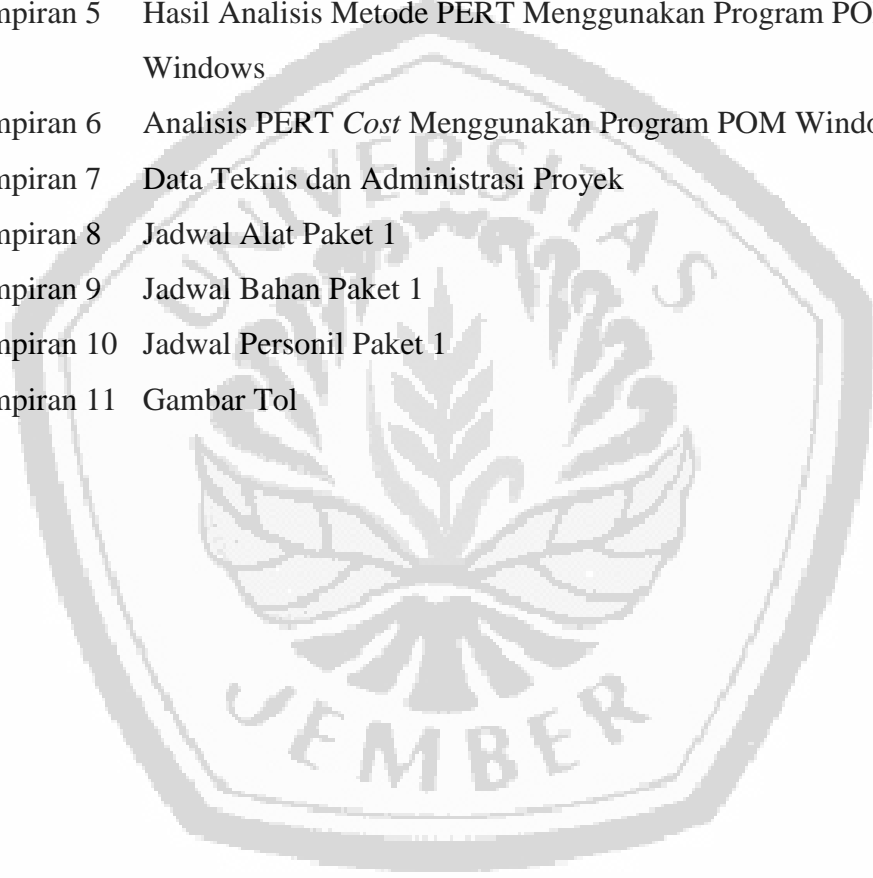 mpiran 5 Hasil Analisis Metode PERT Menggunakan Program PO
Windows
mpiran 6 Analisis PERT Cost Menggunakan Program POM Windo
mpiran 7 Data Teknis dan Administrasi Proyek
mpiran 8 Jadwal Alat Paket 1
mpiran 9 Jadwal Bahan Paket 1
mpiran 10 Jadwal Personil Paket 1
mpiran 11 Gambar Tol
UNIVERSITAS
JEMBER